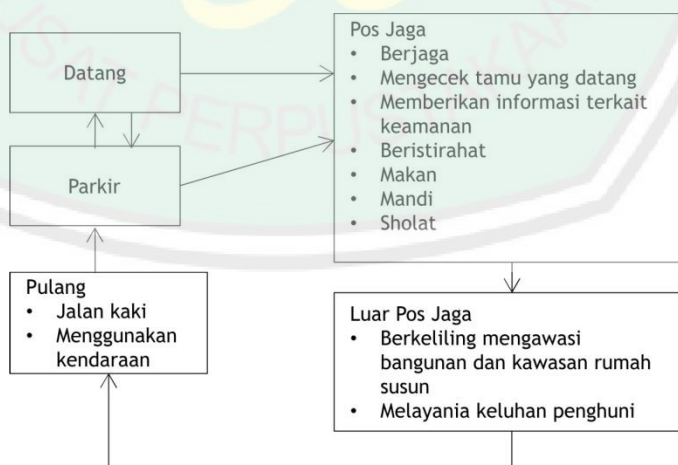 Datang
Parkir
Pos Jaga
• Berjaga
• Mengecek tamu yang datang
• Memberikan informasi terkait
keamanan
• Beristirahat
• Makan
• Mandi
• Sholat
Pulang
• Jalan kaki
• Menggunakan
kendaraan
Luar Pos Jaga
• Berkeliling mengawasi
bangunan dan kawasan rumah
susun
• Melayania keluhan penghuni